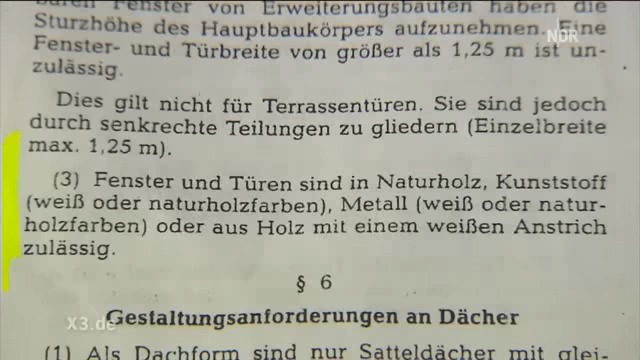 baren Fenster von Erweiterungsbauten haben die
Sturzhöhe des Hauptbaukörpers aufzunehmen. Eine
Fenster- und Türbreite von größer als 1,25 m ist un-
zulässig.
NDR
Dies gilt nicht für Terrassentüren. Sie sind jedoch
durch senkrechte Teilungen zu gliedern (Einzelbreite
max. 1,25 m).
(3) Fenster und Türen sind in Naturholz, Kunststoff
(weiß oder naturholzfarben), Metall (weiß oder natur-
holzfarben) oder aus Holz mit einem weißen Anstrich
zulässig.
§ 6
X3.de
Gestaltungsanforderungen an Dächer
(1) Als Dachform sind nur Satteldächer mit glei-